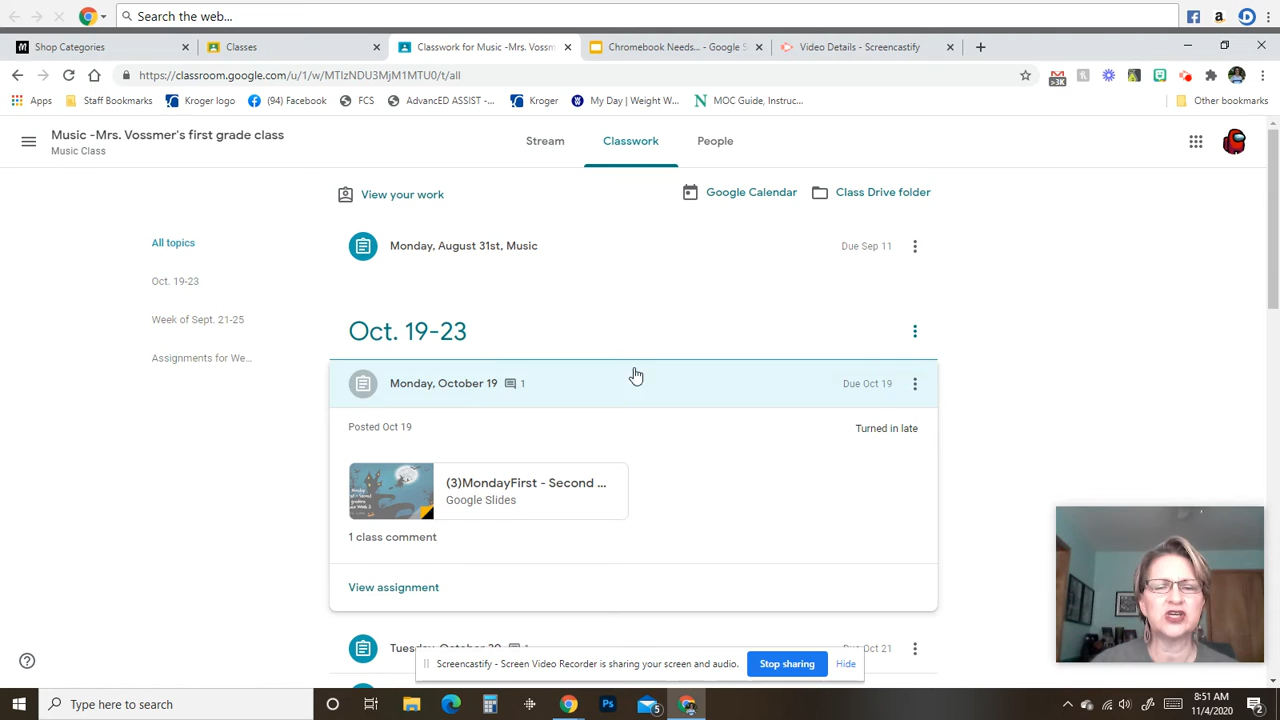 Search the web...
Shop Categories
Classes
Classwork for Music -Mrs. Vossm
Chromebook Needs... - Google S
Video Details - Screencastify
https://classroom.google.com/u/1/w/MTIzNDU3MjM1MTU0/t/all
>3K
Apps
Staff Bookmarks
Kroger logo
(94) Facebook
FCS
AdvancED ASSIST -...
Kroger
My Day | Weight W...
MOC Guide, Instruc...
Other bookmarks
Music -Mrs. Vossmer's first grade class
Music Class
Stream
Classwork
People
View your work
Google Calendar
Class Drive folder
All topics
Oct. 19-23
Week of Sept. 21-25
Assignments for We...
Monday, August 31st, Music
Due Sep 11
Oct. 19-23
Monday, October 19
1
Due Oct 19
Posted Oct 19
Turned in late
(3)MondayFirst - Second ...
Google Slides
1 class comment
View assignment
Tuesday, October 20
Due Oct 21
Screencastify - Screen Video Recorder is sharing your screen and audio.
Stop sharing
Hide
Type here to search
Ps
5
8:51 AM
11/4/2020
2